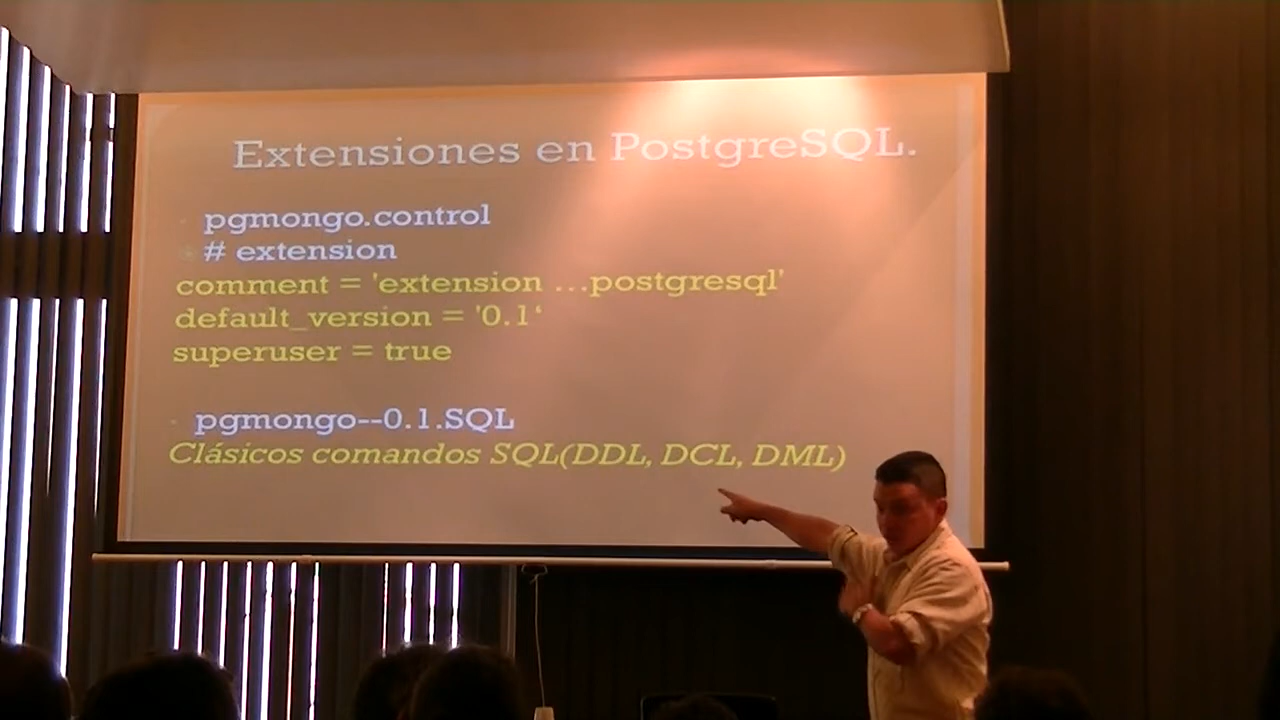 Extensiones en PostgreSQL.
pgmongo.control
# extension
comment = 'extension ...postgresql'
default_version = '0.1‘
superuser = true
pgmongo--0.1.SQL
Clásicos comandos SQL(DDL, DCL, DML)